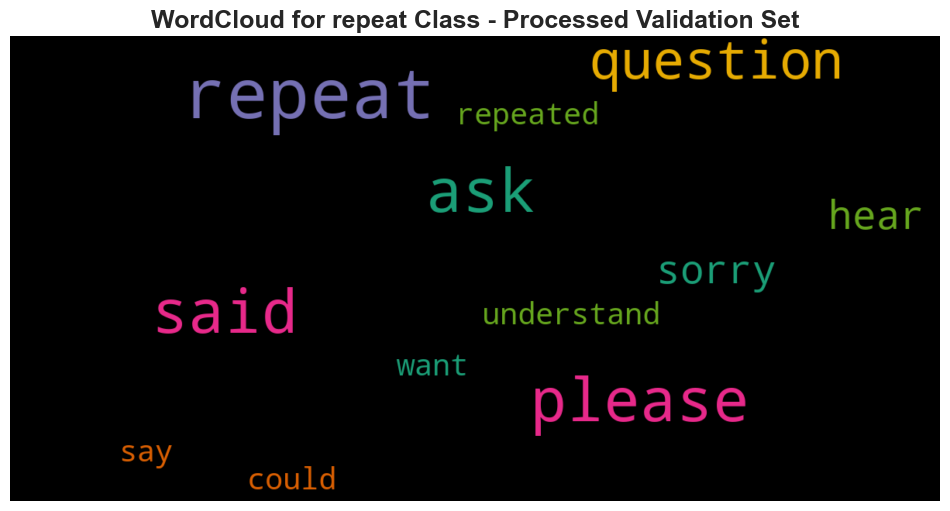 WordCloud for repeat Class - Processed Validation Set
question
repeat
repeated
ask
hear
sorry
said
understand
want
please
say
could